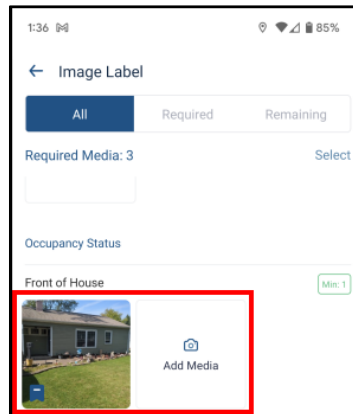 1:36 85%
Image Label
All Required Remaining
Required Media: 3 Select
Occupancy Status
Front of House Min: 1
Add Media